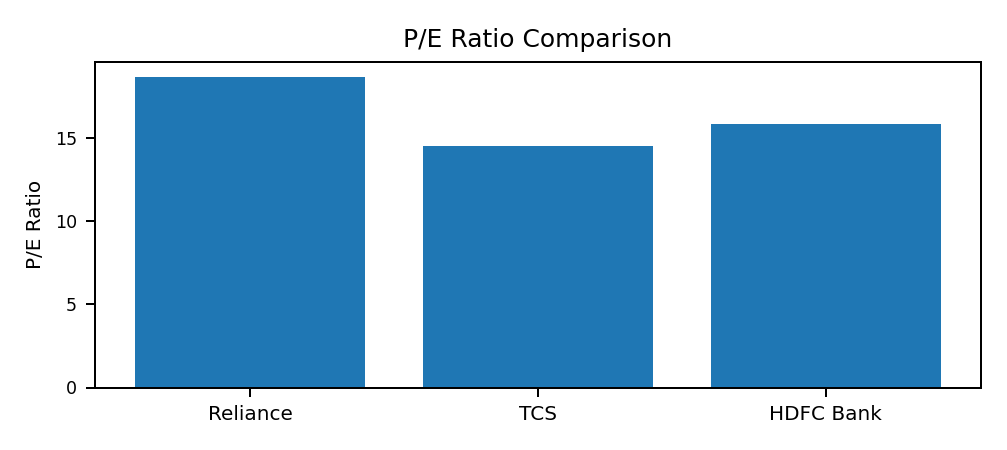 P/E Ratio Comparison
P/E Ratio
15
10
5
0
Reliance
TCS
HDFC Bank